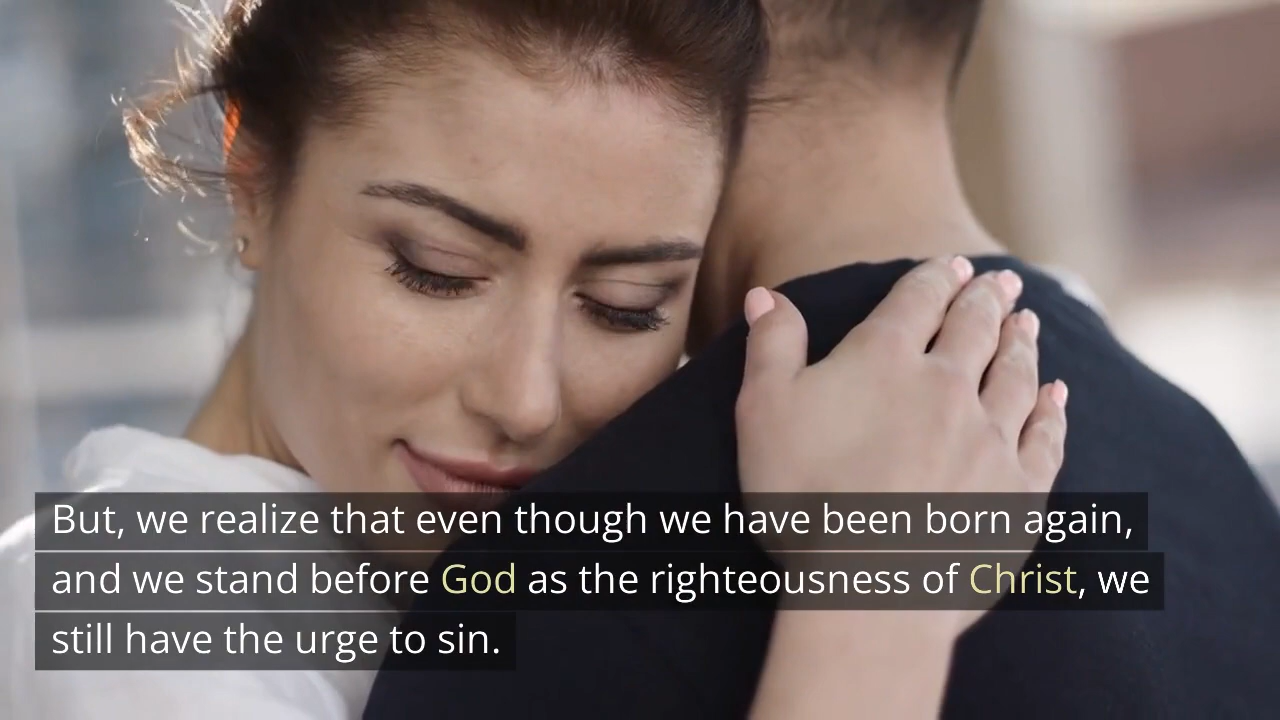 But, we realize that even though we have been born again,
and we stand before God as the righteousness of Christ, we
still have the urge to sin.